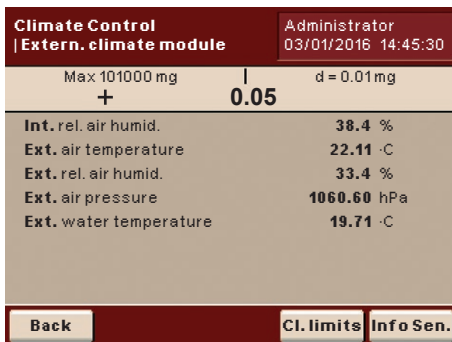 Climate Control
|Extern. climate module
Administrator
03/01/2016 14:45:30
Max 101000 mg
d = 0.01 mg
+ 0.05
Int. rel. air humid. 38.4 %
Ext. air temperature 22.11 ·C
Ext. rel. air humid. 33.4 %
Ext. air pressure 1060.60 hPa
Ext. water temperature 19.71 ·C
Back
Cl. limits
Info Sen.